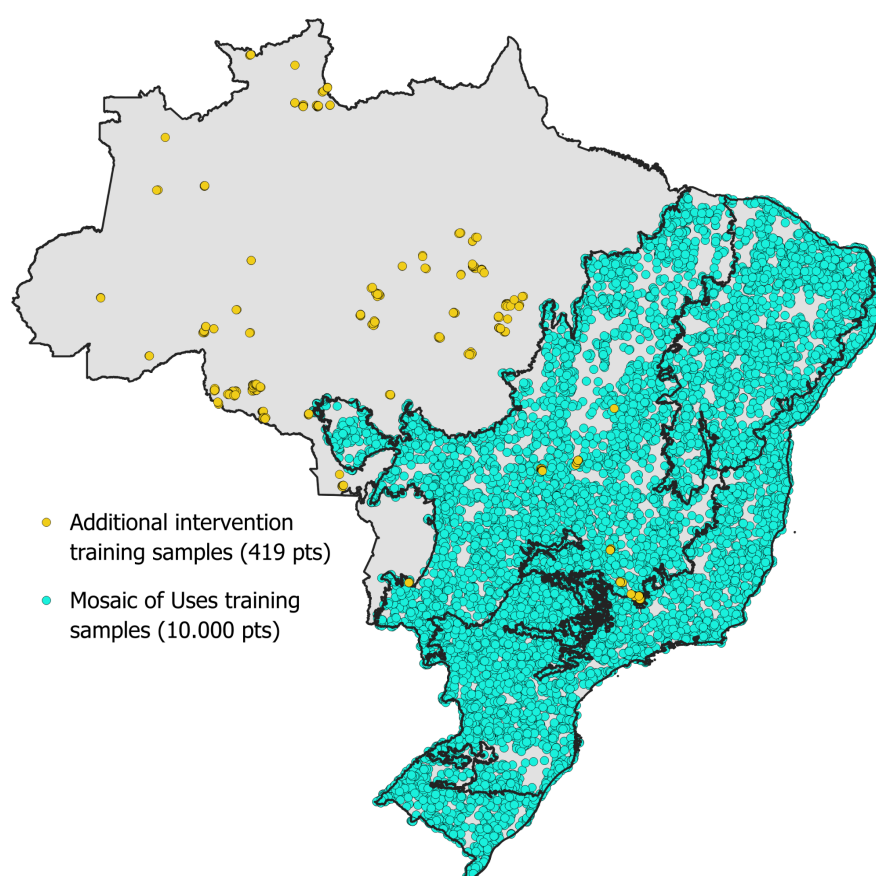 Additional intervention
training samples (419 pts)
Mosaic of Uses training
samples (10.000 pts)